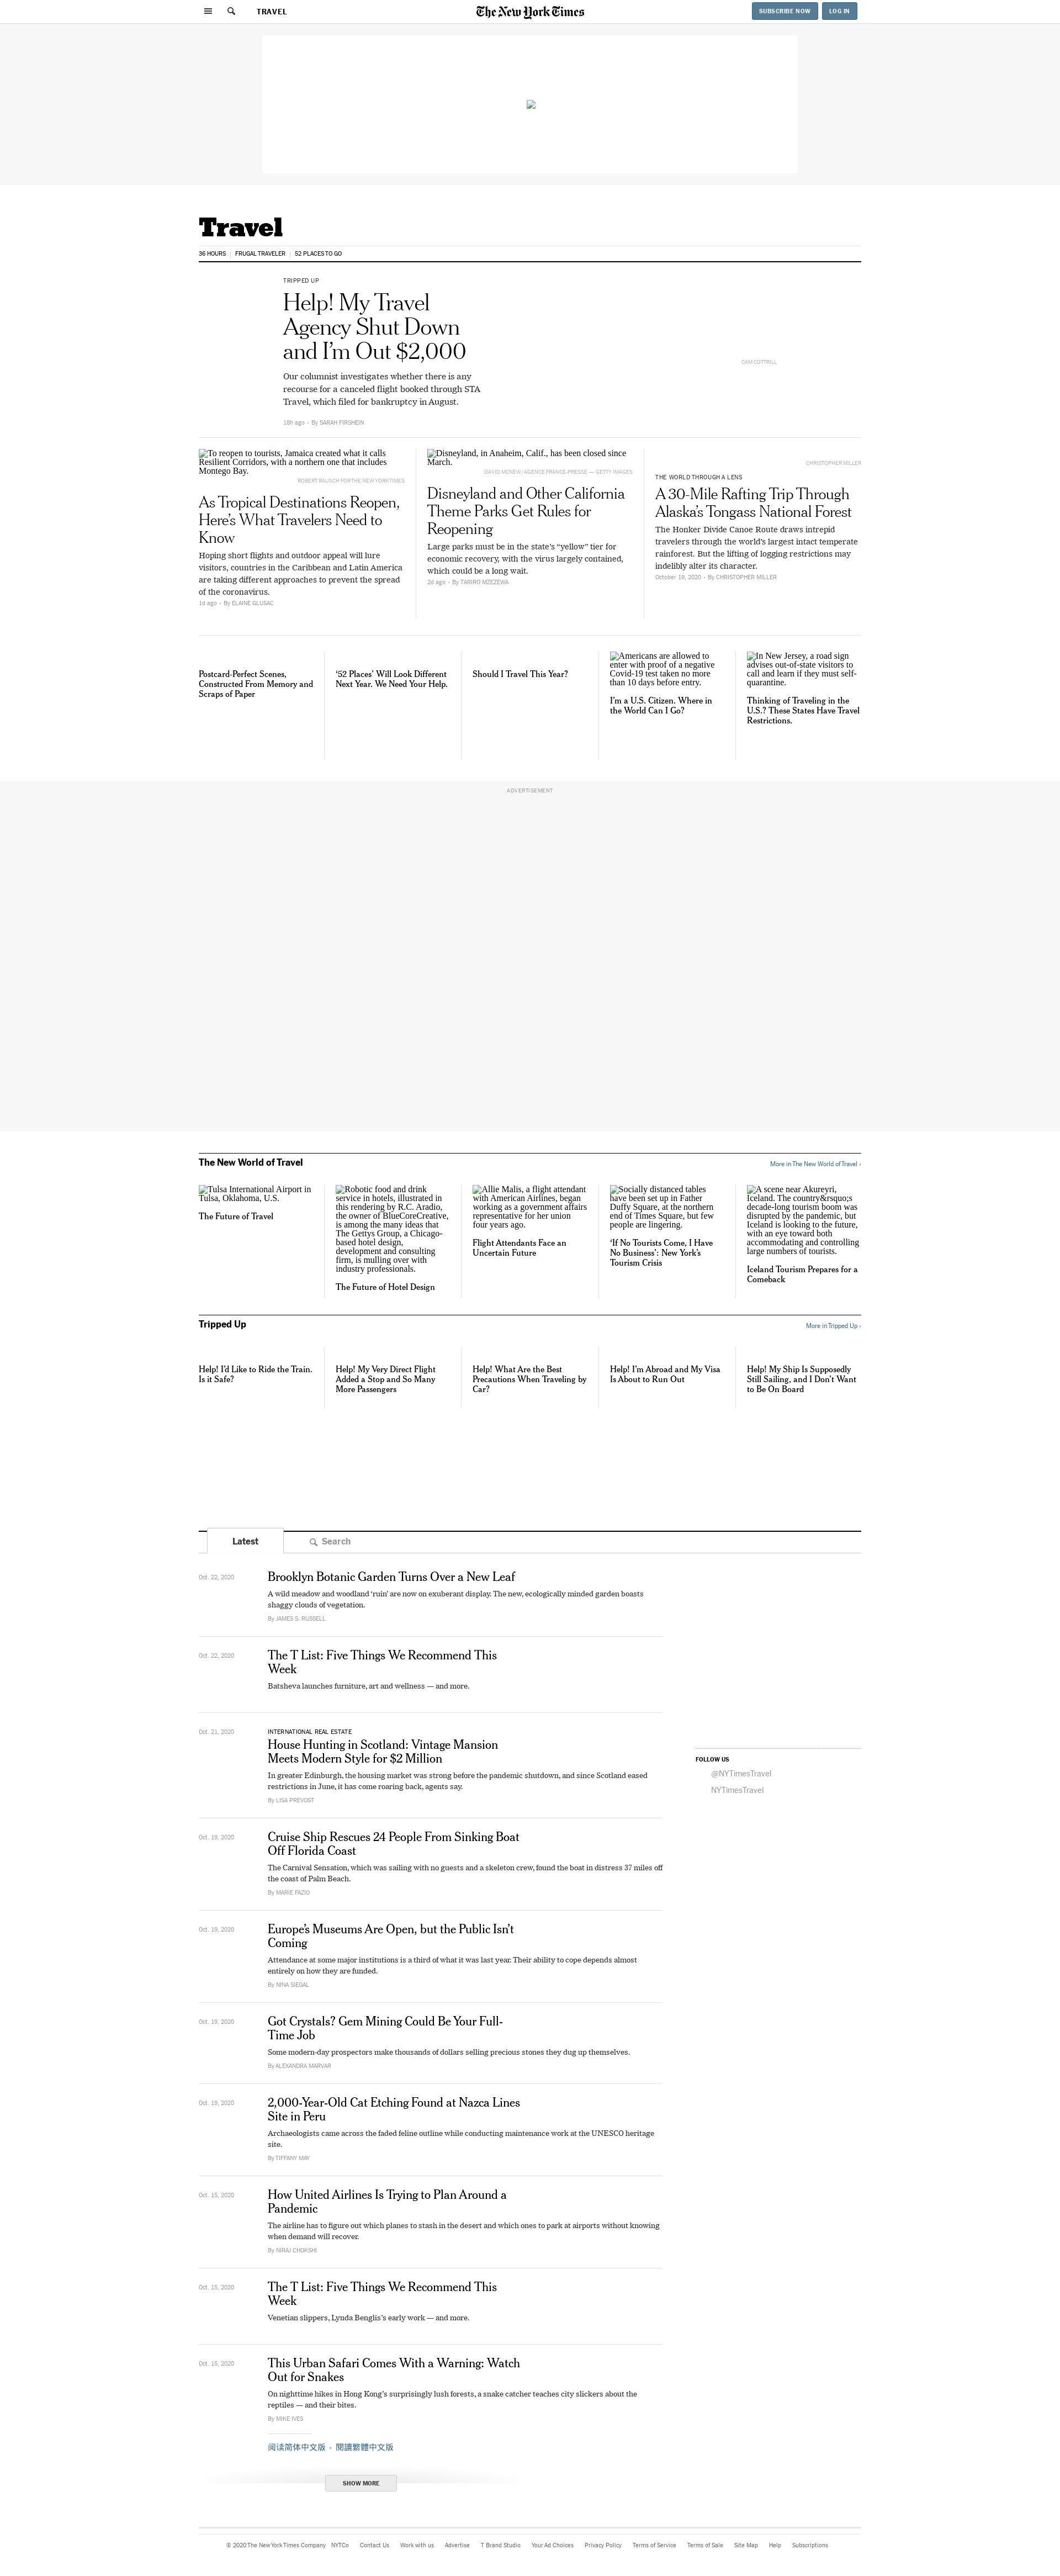 TRAVEL
The New York Times
SUBSCRIBE NOW
LOG IN
Travel
36 HOURS
FRUGAL TRAVELER
52 PLACES TO GO
TRIPPED UP
Help! My Travel
Agency Shut Down
and I’m Out $2,000
Our columnist investigates whether there is any
recourse for a canceled flight booked through STA
Travel, which filed for bankruptcy in August.
18h ago • By SARAH FIRSHEIN
CAM COTTRILL
To reopen to tourists, Jamaica created what it calls
Resilient Corridors, with a northern one that includes
Montego Bay.
ROBERT RAUSCH FOR THE NEW YORK TIMES
As Tropical Destinations Reopen,
Here’s What Travelers Need to
Know
Hoping short flights and outdoor appeal will lure
visitors, countries in the Caribbean and Latin America
are taking different approaches to prevent the spread
of the coronavirus.
1d ago • By ELAINE GLUSAC
Disneyland, in Anaheim, Calif., has been closed since
March.
DAVID MCNEW/AGENCE FRANCE-PRESSE — GETTY IMAGES
Disneyland and Other California
Theme Parks Get Rules for
Reopening
Large parks must be in the state’s “yellow” tier for
economic recovery, with the virus largely contained,
which could be a long wait.
2d ago • By TARIRO MZEZEWA
CHRISTOPHER MILLER
THE WORLD THROUGH A LENS
A 30-Mile Rafting Trip Through
Alaska’s Tongass National Forest
The Honker Divide Canoe Route draws intrepid
travelers through the world’s largest intact temperate
rainforest. But the lifting of logging restrictions may
indelibly alter its character.
October 19, 2020 • By CHRISTOPHER MILLER
Postcard-Perfect Scenes,
Constructed From Memory and
Scraps of Paper
‘52 Places’ Will Look Different
Next Year. We Need Your Help.
Should I Travel This Year?
Americans are allowed to
enter with proof of a negative
Covid-19 test taken no more
than 10 days before entry.
I’m a U.S. Citizen. Where in
the World Can I Go?
In New Jersey, a road sign
advises out-of-state visitors to
call and learn if they must self-
quarantine.
Thinking of Traveling in the
U.S.? These States Have Travel
Restrictions.
ADVERTISEMENT
The New World of Travel
More in The New World of Travel ›
Tulsa International Airport in
Tulsa, Oklahoma, U.S.
The Future of Travel
Robotic food and drink
service in hotels, illustrated in
this rendering by R.C. Aradio,
the owner of BlueCoreCreative,
is among the many ideas that
The Gettys Group, a Chicago-
based hotel design,
development and consulting
firm, is mulling over with
industry professionals.
The Future of Hotel Design
Allie Malis, a flight attendant
with American Airlines, began
working as a government affairs
representative for her union
four years ago.
Flight Attendants Face an
Uncertain Future
Socially distanced tables
have been set up in Father
Duffy Square, at the northern
end of Times Square, but few
people are lingering.
‘If No Tourists Come, I Have
No Business’: New York’s
Tourism Crisis
A scene near Akureyri,
Iceland. The country&rsquo;s
decade-long tourism boom was
disrupted by the pandemic, but
Iceland is looking to the future,
with an eye toward both
accommodating and controlling
large numbers of tourists.
Iceland Tourism Prepares for a
Comeback
Tripped Up
More in Tripped Up ›
Help! I’d Like to Ride the Train.
Is it Safe?
Help! My Very Direct Flight
Added a Stop and So Many
More Passengers
Help! What Are the Best
Precautions When Traveling by
Car?
Help! I’m Abroad and My Visa
Is About to Run Out
Help! My Ship Is Supposedly
Still Sailing, and I Don’t Want
to Be On Board
Latest
Search
Oct. 22, 2020
Brooklyn Botanic Garden Turns Over a New Leaf
A wild meadow and woodland ‘ruin’ are now on exuberant display. The new, ecologically minded garden boasts
shaggy clouds of vegetation.
By JAMES S. RUSSELL
Oct. 22, 2020
The T List: Five Things We Recommend This
Week
Batsheva launches furniture, art and wellness — and more.
Oct. 21, 2020
INTERNATIONAL REAL ESTATE
House Hunting in Scotland: Vintage Mansion
Meets Modern Style for $2 Million
In greater Edinburgh, the housing market was strong before the pandemic shutdown, and since Scotland eased
restrictions in June, it has come roaring back, agents say.
By LISA PREVOST
FOLLOW US
@NYTimesTravel
NYTimesTravel
Oct. 19, 2020
Cruise Ship Rescues 24 People From Sinking Boat
Off Florida Coast
The Carnival Sensation, which was sailing with no guests and a skeleton crew, found the boat in distress 37 miles off
the coast of Palm Beach.
By MARIE FAZIO
Oct. 19, 2020
Europe’s Museums Are Open, but the Public Isn’t
Coming
Attendance at some major institutions is a third of what it was last year. Their ability to cope depends almost
entirely on how they are funded.
By NINA SIEGAL
Oct. 19, 2020
Got Crystals? Gem Mining Could Be Your Full-
Time Job
Some modern-day prospectors make thousands of dollars selling precious stones they dug up themselves.
By ALEXANDRA MARVAR
Oct. 19, 2020
2,000-Year-Old Cat Etching Found at Nazca Lines
Site in Peru
Archaeologists came across the faded feline outline while conducting maintenance work at the UNESCO heritage
site.
By TIFFANY MAY
Oct. 15, 2020
How United Airlines Is Trying to Plan Around a
Pandemic
The airline has to figure out which planes to stash in the desert and which ones to park at airports without knowing
when demand will recover.
By NIRAJ CHOKSHI
Oct. 15, 2020
The T List: Five Things We Recommend This
Week
Venetian slippers, Lynda Benglis’s early work — and more.
Oct. 15, 2020
This Urban Safari Comes With a Warning: Watch
Out for Snakes
On nighttime hikes in Hong Kong’s surprisingly lush forests, a snake catcher teaches city slickers about the
reptiles — and their bites.
By MIKE IVES
阅读简体中文版 • 閱讀繁體中文版
SHOW MORE
© 2020 The New York Times Company
NYTCo
Contact Us
Work with us
Advertise
T Brand Studio
Your Ad Choices
Privacy Policy
Terms of Service
Terms of Sale
Site Map
Help
Subscriptions